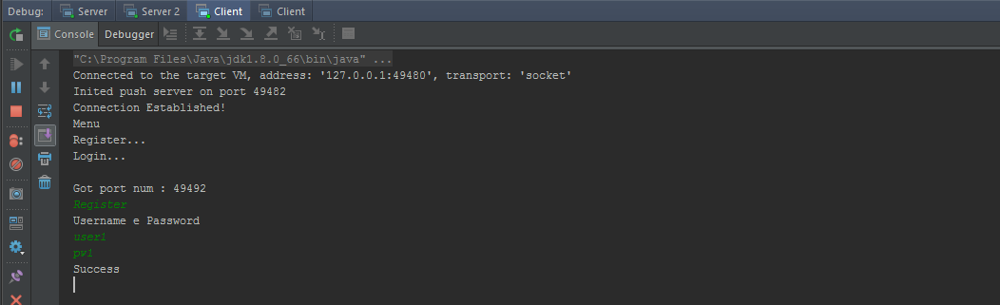 Debug: Server Server 2 Client Client
Console Debugger
"C:\Program Files\Java\jdk1.8.0_66\bin\java" ...
Connected to the target VM, address: '127.0.0.1:49480', transport: 'socket'
Inited push server on port 49482
Connection Established!
Menu
Register...
Login...
Got port num : 49492
Register
Username e Password
user1
pw1
Success